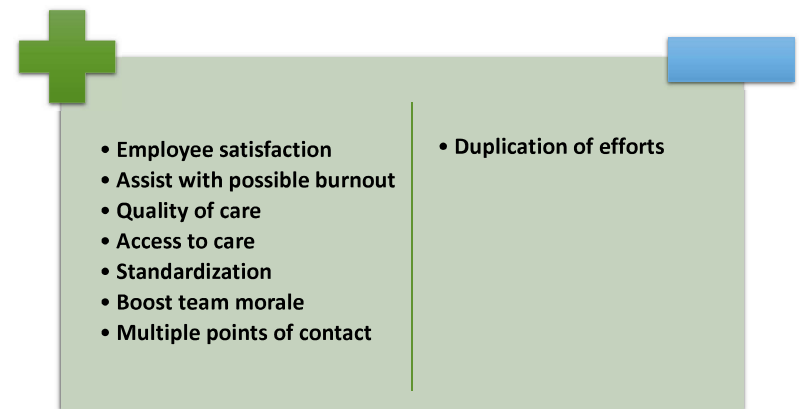 • Employee satisfaction
• Assist with possible burnout
• Quality of care
• Access to care
• Standardization
• Boost team morale
• Multiple points of contact
• Duplication of efforts